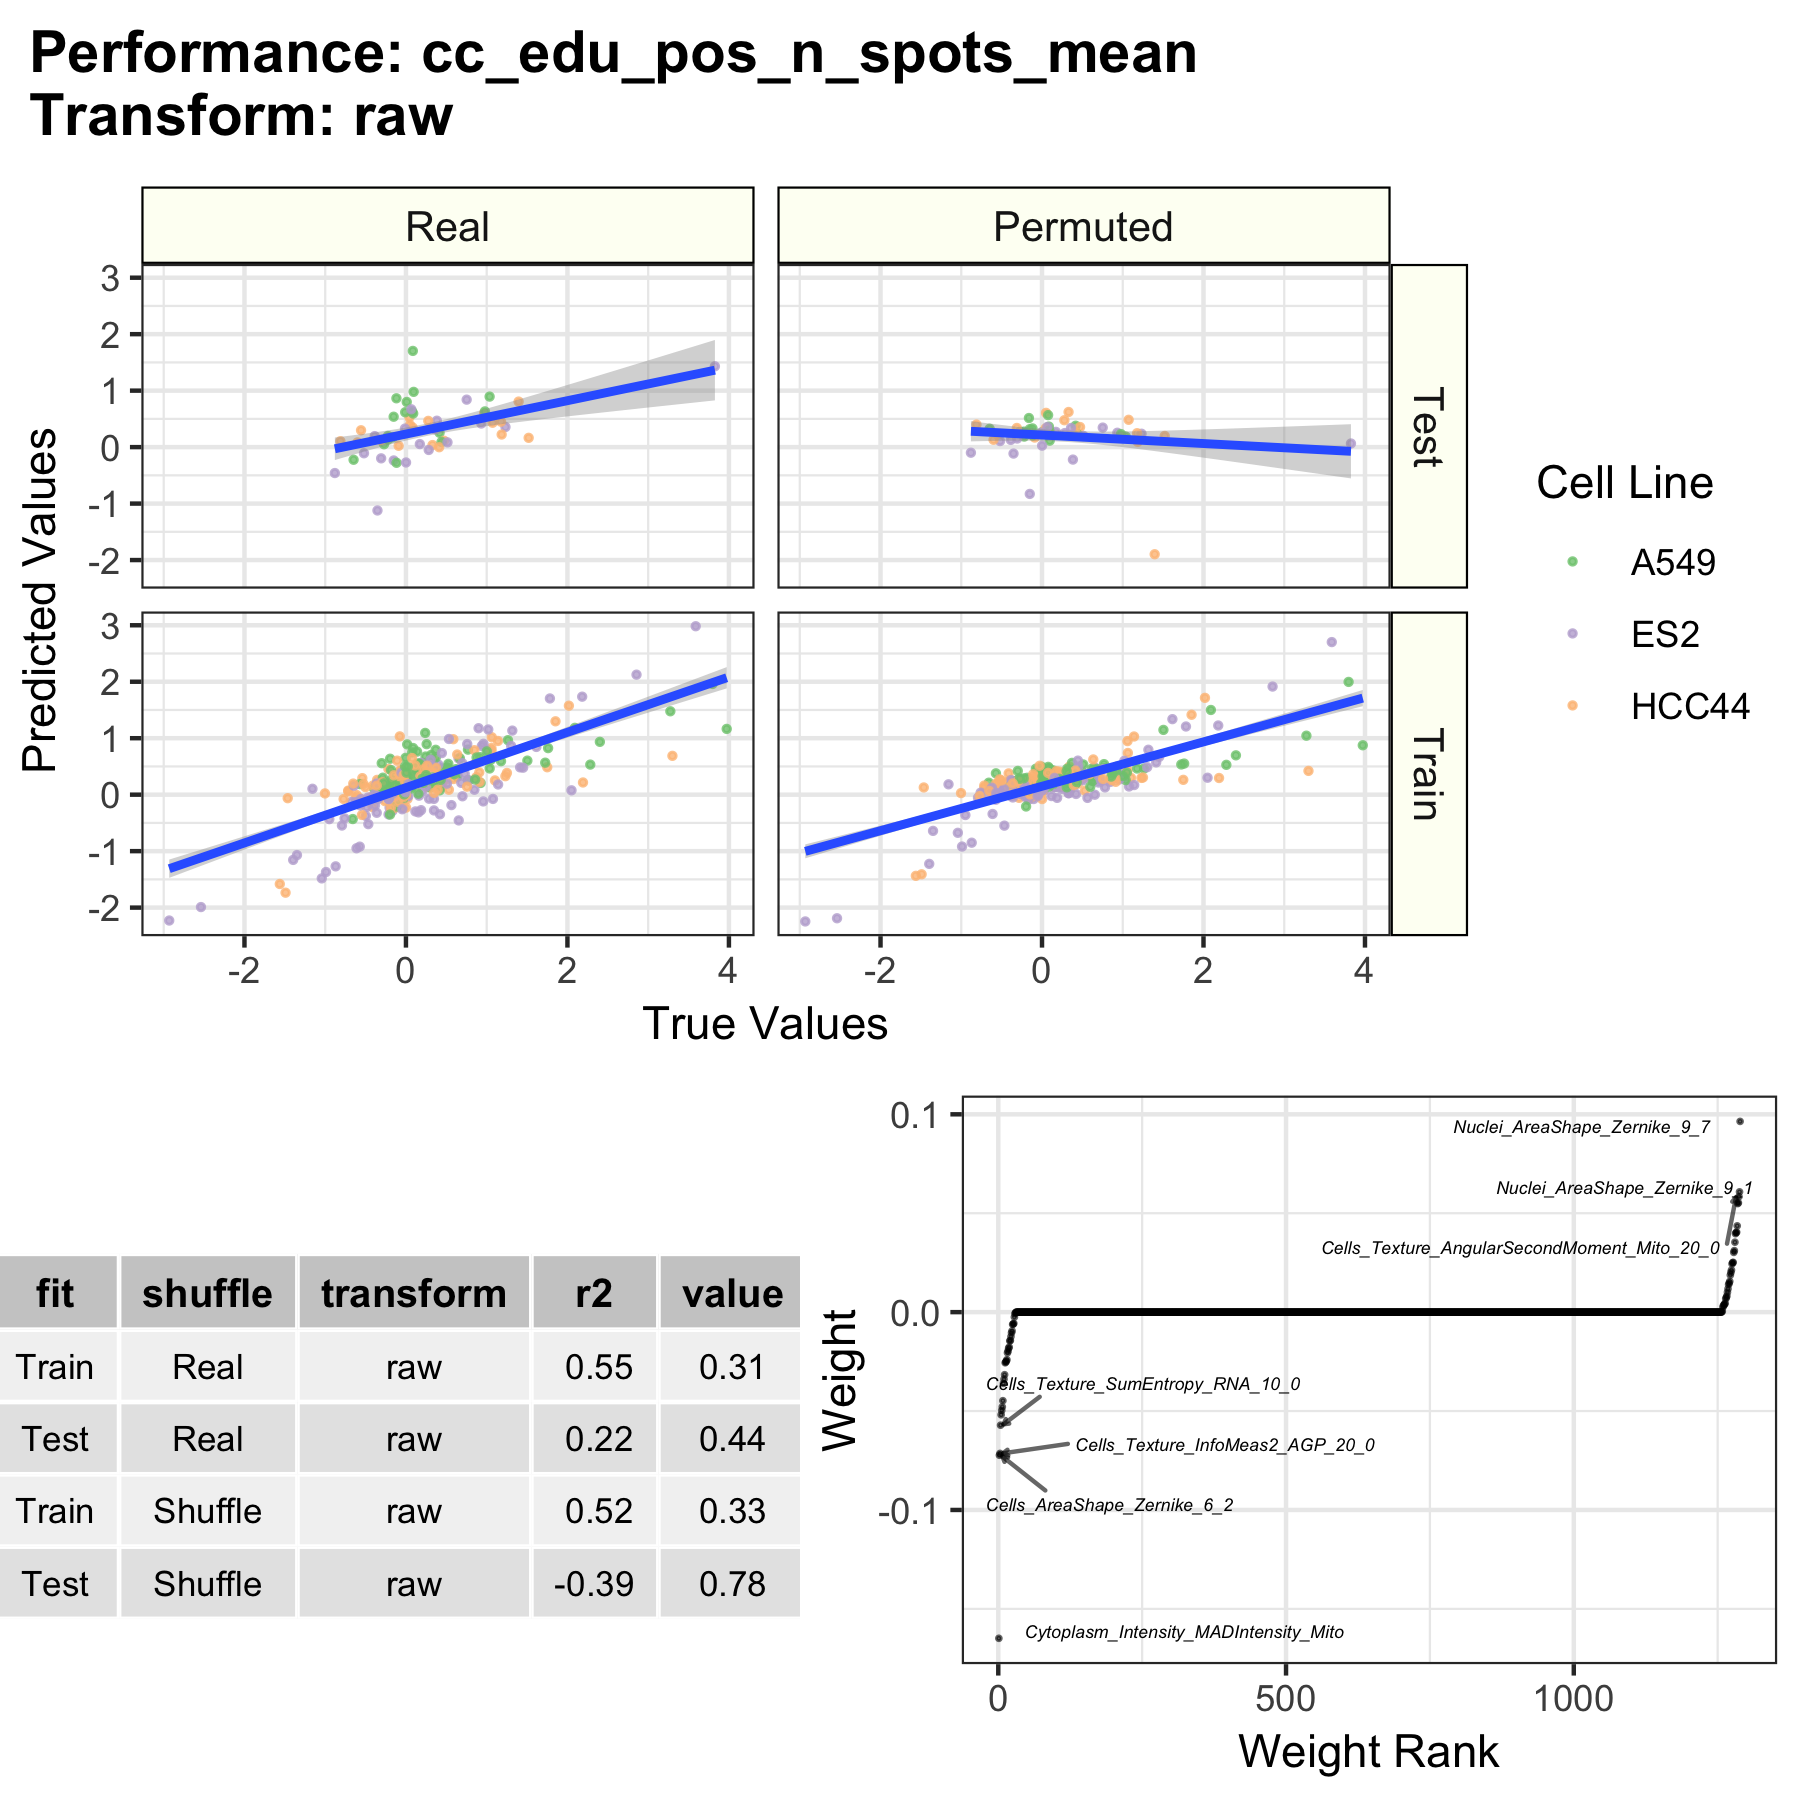 Performance: cc_edu_pos_n_spots_mean
Transform: raw
Real
Permuted
3
2
1
0
-1
-2
Test
3
2
1
0
-1
-2
Train
Predicted Values
-2
0
2
4
-2
0
2
4
True Values
Cell Line
A549
ES2
HCC44
fit shuffle transform r2 value
Train Real raw 0.55 0.31
Test Real raw 0.22 0.44
Train Shuffle raw 0.52 0.33
Test Shuffle raw -0.39 0.78
Weight
0.1
0.0
-0.1
Nuclei_AreaShape_Zernike_9_7
Nuclei_AreaShape_Zernike_9_1
Cells_Texture_AngularSecondMoment_Mito_20_0
Cells_Texture_SumEntropy_RNA_10_0
Cells_Texture_InfoMeas2_AGP_20_0
Cells_AreaShape_Zernike_6_2
Cytoplasm_Intensity_MADIntensity_Mito
0
500
1000
Weight Rank